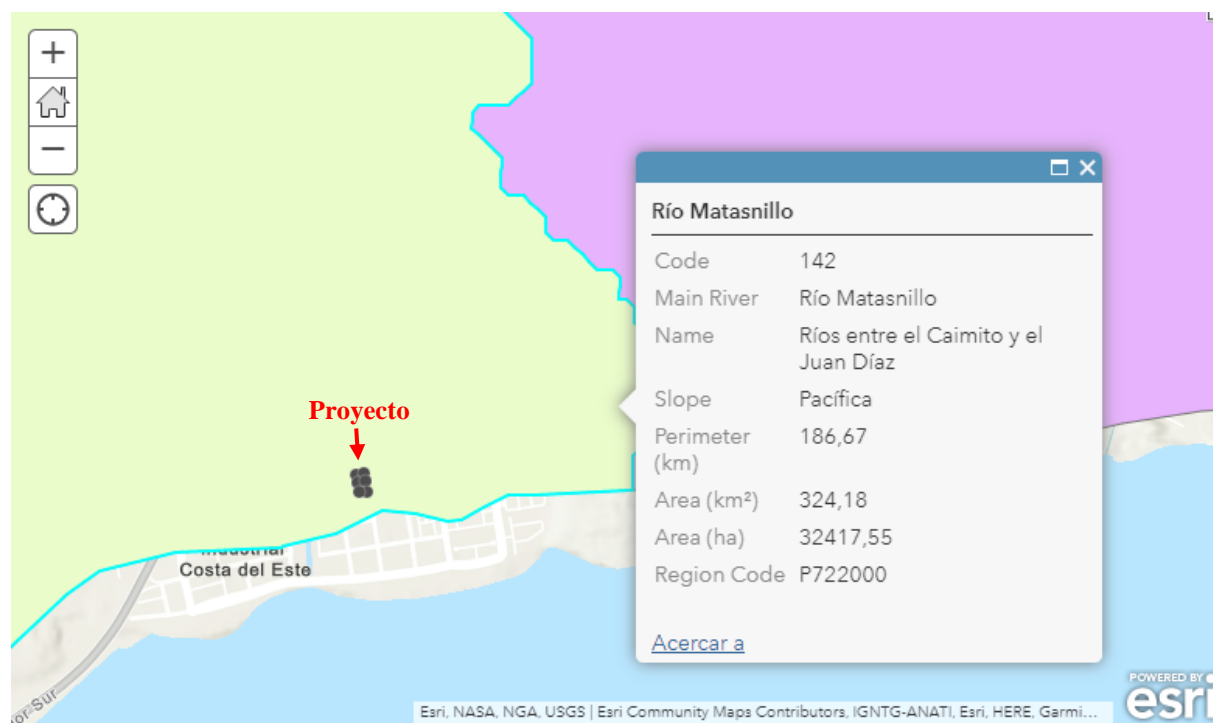 Río Matasnillo
Code 142
Main River Río Matasnillo
Name Ríos entre el Caimito y el
Juan Díaz
Slope Pacífica
Perimeter 186,67
(km)
Area (km²) 324,18
Area (ha) 32417,55
Region Code P722000
Acercar a
Proyecto
Costa del Este
Sur
POWERED BY
esri
Esri, NASA, NGA, USGS | Esri Community Maps Contributors, IGNTG-ANATI, Esri, HERE, Garmi...